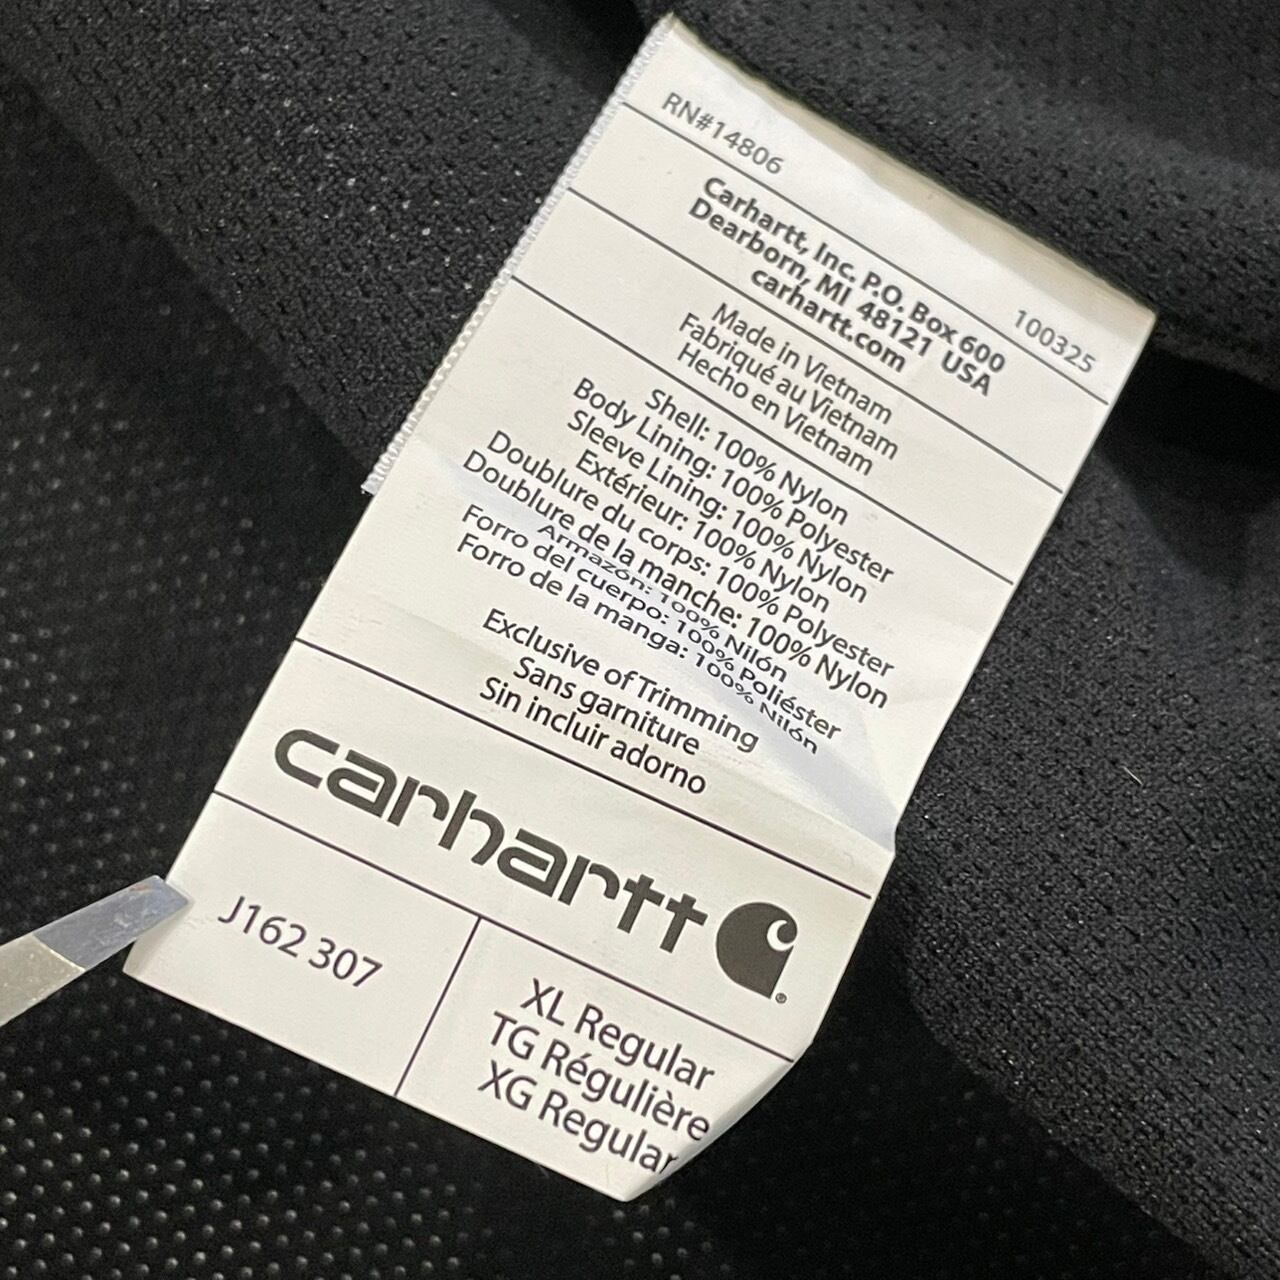 RN#14806 100325
Carhartt, Inc. P.O. Box 600
Dearborn, MI 48121 USA
carhartt.com
Made in Vietnam
Fabriqué au Vietnam
Hecho en Vietnam
Shell: 100% Nylon
Body Lining: 100% Polyester
Sleeve Lining: 100% Nylon
Extérieur: 100% Nylon
Doublure du corps: 100% Polyester
Doublure de la manche: 100% Nylon
Armazón: 100% Nilón
Forro del cuerpo: 100% Poliéster
Forro de la manga: 100% Nilón
Exclusive of Trimming
Sans garniture
Sin incluir adorno
carhartt
J162 307
XL Regular
TG Régulière
XG Regular